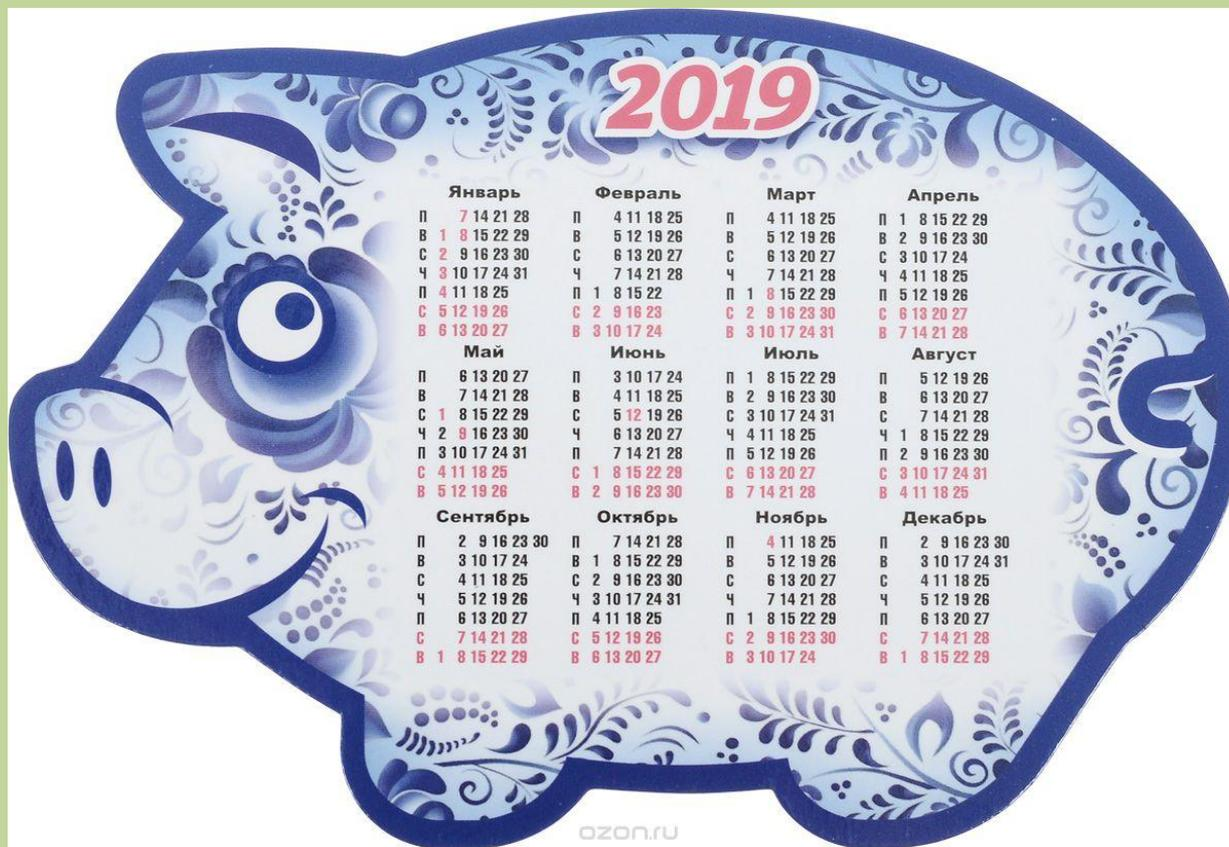 2019
Январь Февраль Март Апрель
П 7 14 21 28 П 4 11 18 25 П 4 11 18 25 П 1 8 15 22 29
В 1 8 15 22 29 В 5 12 19 26 В 5 12 19 26 В 2 9 16 23 30
С 2 9 16 23 30 С 6 13 20 27 С 6 13 20 27 С 3 10 17 24
Ч 3 10 17 24 31 Ч 7 14 21 28 Ч 7 14 21 28 Ч 4 11 18 25
П 4 11 18 25 П 1 8 15 22 П 1 8 15 22 29 П 5 12 19 26
С 5 12 19 26 С 2 9 16 23 С 2 9 16 23 30 С 6 13 20 27
В 6 13 20 27 В 3 10 17 24 В 3 10 17 24 31 В 7 14 21 28
Май Июнь Июль Август
П 6 13 20 27 П 3 10 17 24 П 1 8 15 22 29 П 5 12 19 26
В 7 14 21 28 В 4 11 18 25 В 2 9 16 23 30 В 6 13 20 27
С 1 8 15 22 29 С 5 12 19 26 С 3 10 17 24 31 С 7 14 21 28
Ч 2 9 16 23 30 Ч 6 13 20 27 Ч 4 11 18 25 Ч 1 8 15 22 29
П 3 10 17 24 31 П 7 14 21 28 П 5 12 19 26 П 2 9 16 23 30
С 4 11 18 25 С 1 8 15 22 29 С 6 13 20 27 С 3 10 17 24 31
В 5 12 19 26 В 2 9 16 23 30 В 7 14 21 28 В 4 11 18 25
Сентябрь Октябрь Ноябрь Декабрь
П 2 9 16 23 30 П 7 14 21 28 П 4 11 18 25 П 2 9 16 23 30
В 3 10 17 24 В 1 8 15 22 29 В 5 12 19 26 В 3 10 17 24 31
С 4 11 18 25 С 2 9 16 23 30 С 6 13 20 27 С 4 11 18 25
Ч 5 12 19 26 Ч 3 10 17 24 31 Ч 7 14 21 28 Ч 5 12 19 26
П 6 13 20 27 П 4 11 18 25 П 1 8 15 22 29 П 6 13 20 27
С 7 14 21 28 С 5 12 19 26 С 2 9 16 23 30 С 7 14 21 28
В 1 8 15 22 29 В 6 13 20 27 В 3 10 17 24 В 1 8 15 22 29
ozon.ru